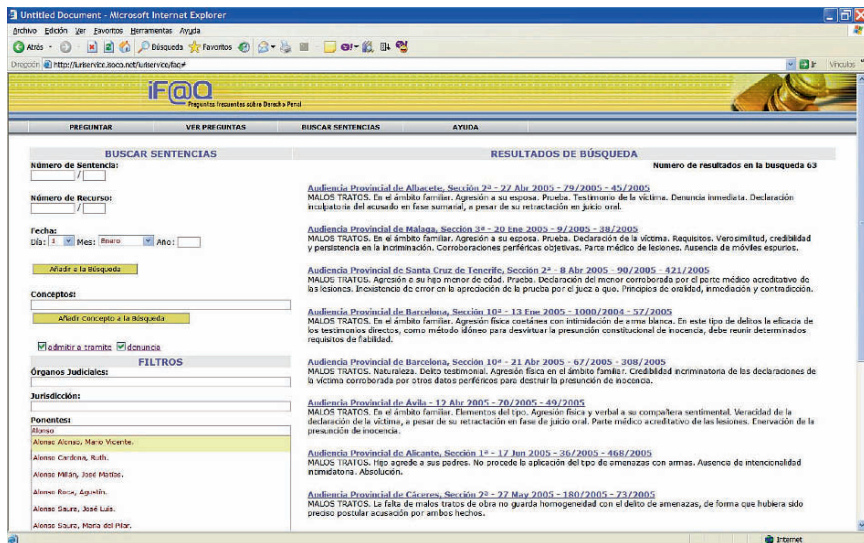 Untitled Document - Microsoft Internet Explorer
Archivo Edición Ver Favoritos Herramientas Ayuda
Atrás Búsqueda Favoritos
Dirección http://iuriservice.isoco.net/iuriservice/faq# Ir Vínculos
iF@Q
Preguntas frecuentes sobre Derecho Penal
PREGUNTAR VER PREGUNTAS BUSCAR SENTENCIAS AYUDA
BUSCAR SENTENCIAS
Número de Sentencia:
/
Número de Recurso:
/
Fecha:
Día: 1 Mes: Enero Año:
Añadir a la Búsqueda
Conceptos:
Añadir Concepto a la Búsqueda
admitir a tramite denuncia
FILTROS
Órganos Judiciales:
Jurisdicción:
Ponentes:
Alonso
Alonso Alonso, Mario Vicente.
Alonso Cardona, Ruth.
Alonso Millán, José Matías.
Alonso Roca, Agustín.
Alonso Saura, José Luis.
Alonso Saura, Maria del Pilar.
RESULTADOS DE BÚSQUEDA
Numero de resultados en la busqueda 63
Audiencia Provincial de Albacete, Sección 2ª - 27 Abr 2005 - 79/2005 - 45/2005
MALOS TRATOS. En el ámbito familiar. Agresión a su esposa. Prueba. Testimonio de la víctima. Denuncia inmediata. Declaración
inculpatoria del acusado en fase sumarial, a pesar de su retractación en juicio oral.
Audiencia Provincial de Malaga, Sección 3ª - 20 Ene 2005 - 9/2005 - 38/2005
MALOS TRATOS. En el ámbito familiar. Agresión a su esposa. Prueba. Declaración de la víctima. Requisitos. Verosimilitud, credibilidad
y persistencia en la incriminación. Corroboraciones periféricas objetivas. Parte médico de lesiones. Ausencia de móviles espurios.
Audiencia Provincial de Santa Cruz de Tenerife, Sección 2ª - 8 Abr 2005 - 90/2005 - 421/2005
MALOS TRATOS. Agresión a su hijo menor de edad. Prueba. Declaración del menor corroborada por el parte médico acreditativo de
las lesiones. Inexistencia de error en la apreciación de la prueba por el juez a quo. Principios de oralidad, inmediación y contradicción.
Audiencia Provincial de Barcelona, Sección 10ª - 13 Ene 2005 - 1000/2004 - 57/2005
MALOS TRATOS. En el ámbito familiar. Agresión física coetánea con intimidación de arma blanca. En este tipo de delitos la eficacia de
los testimonios directos, como método idóneo para desvirtuar la presunción constitucional de inocencia, debe reunir determinados
requisitos de fiabilidad.
Audiencia Provincial de Barcelona, Sección 10ª - 21 Abr 2005 - 67/2005 - 308/2005
MALOS TRATOS. Naturaleza. Delito testimonial. Agresión física en el ámbito familiar. Credibilidad incriminatoria de las declaraciones de
la víctima corroborada por otros datos periféricos para destruir la presunción de inocencia.
Audiencia Provincial de Ávila - 12 Abr 2005 - 70/2005 - 49/2005
MALOS TRATOS. En el ámbito familiar. Elementos del tipo. Agresión física y verbal a su compañera sentimental. Veracidad de la
declaración de la víctima, a pesar de su retractación en fase de juicio oral. Parte médico acreditativo de las lesiones. Enervación de la
presunción de inocencia.
Audiencia Provincial de Alicante, Sección 1ª - 17 Jun 2005 - 36/2005 - 468/2005
MALOS TRATOS. Hijo agrede a sus padres. No procede la aplicación del tipo de amenazas con armas. Ausencia de intencionalidad
intimidatoria. Absolución.
Audiencia Provincial de Cáceres, Sección 2ª - 27 May 2005 - 180/2005 - 73/2005
MALOS TRATOS. La falta de malos tratos de obra no guarda homogeneidad con el delito de amenazas, de forma que hubiera sido
preciso postular acusación por ambos hechos.
Internet